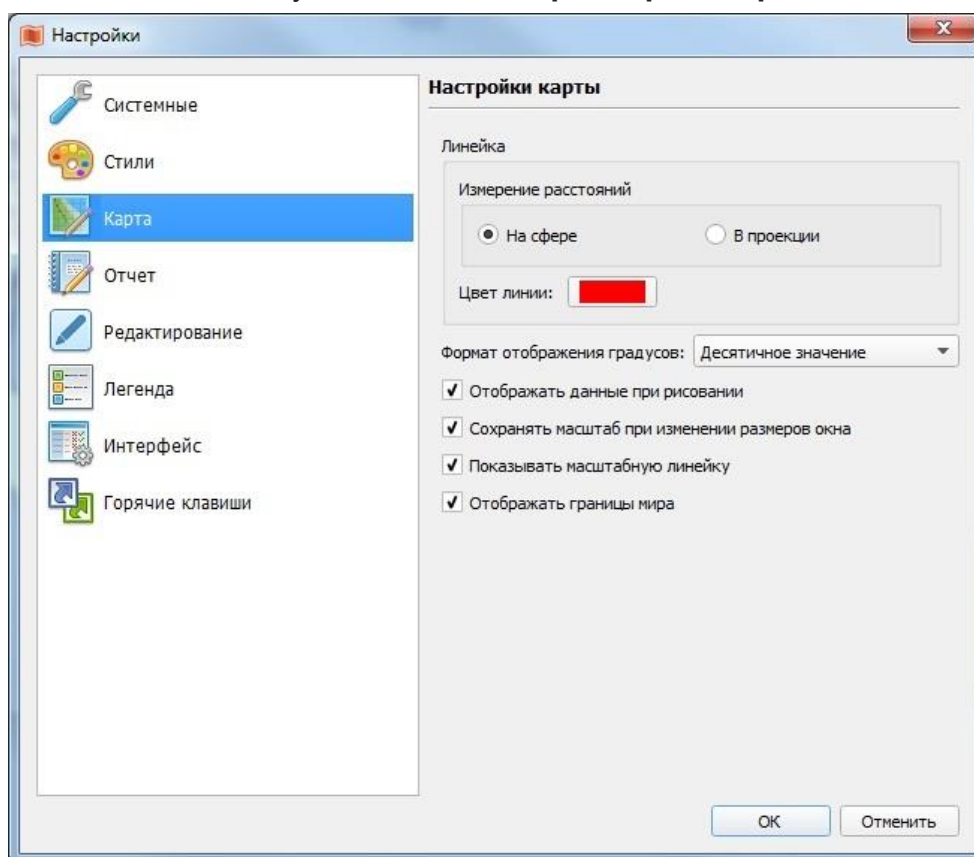 Настройки
Системные
Стили
Карта
Отчет
Редактирование
Легенда
Интерфейс
Горячие клавиши
Настройки карты
Линейка
Измерение расстояний
На сфере
В проекции
Цвет линии:
Формат отображения градусов: Десятичное значение
Отображать данные при рисовании
Сохранять масштаб при изменении размеров окна
Показывать масштабную линейку
Отображать границы мира
ОК
Отменить